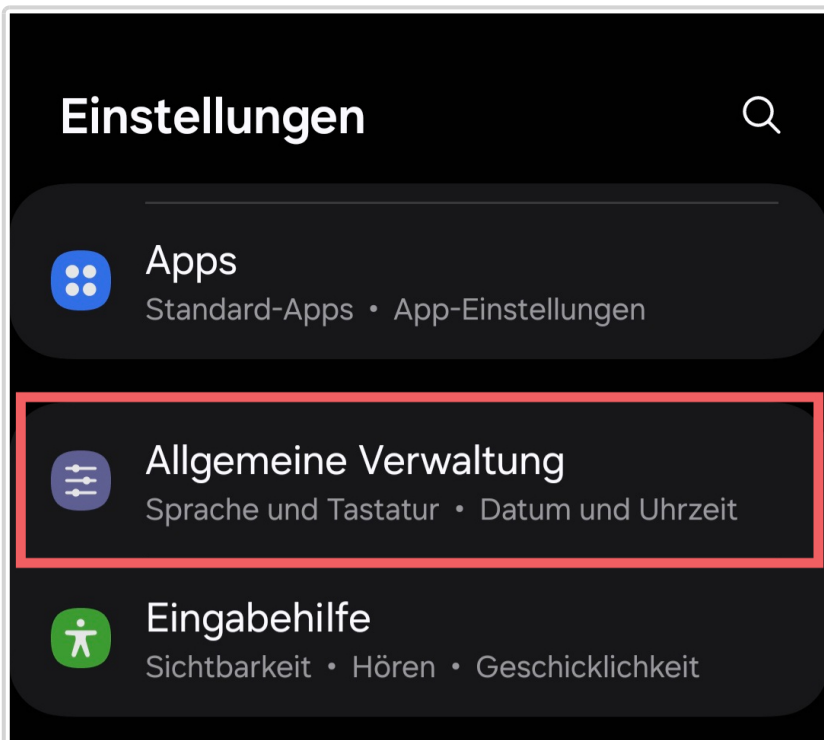 Einstellungen
Apps
Standard-Apps • App-Einstellungen
Allgemeine Verwaltung
Sprache und Tastatur • Datum und Uhrzeit
Eingabehilfe
Sichtbarkeit • Hören • Geschicklichkeit